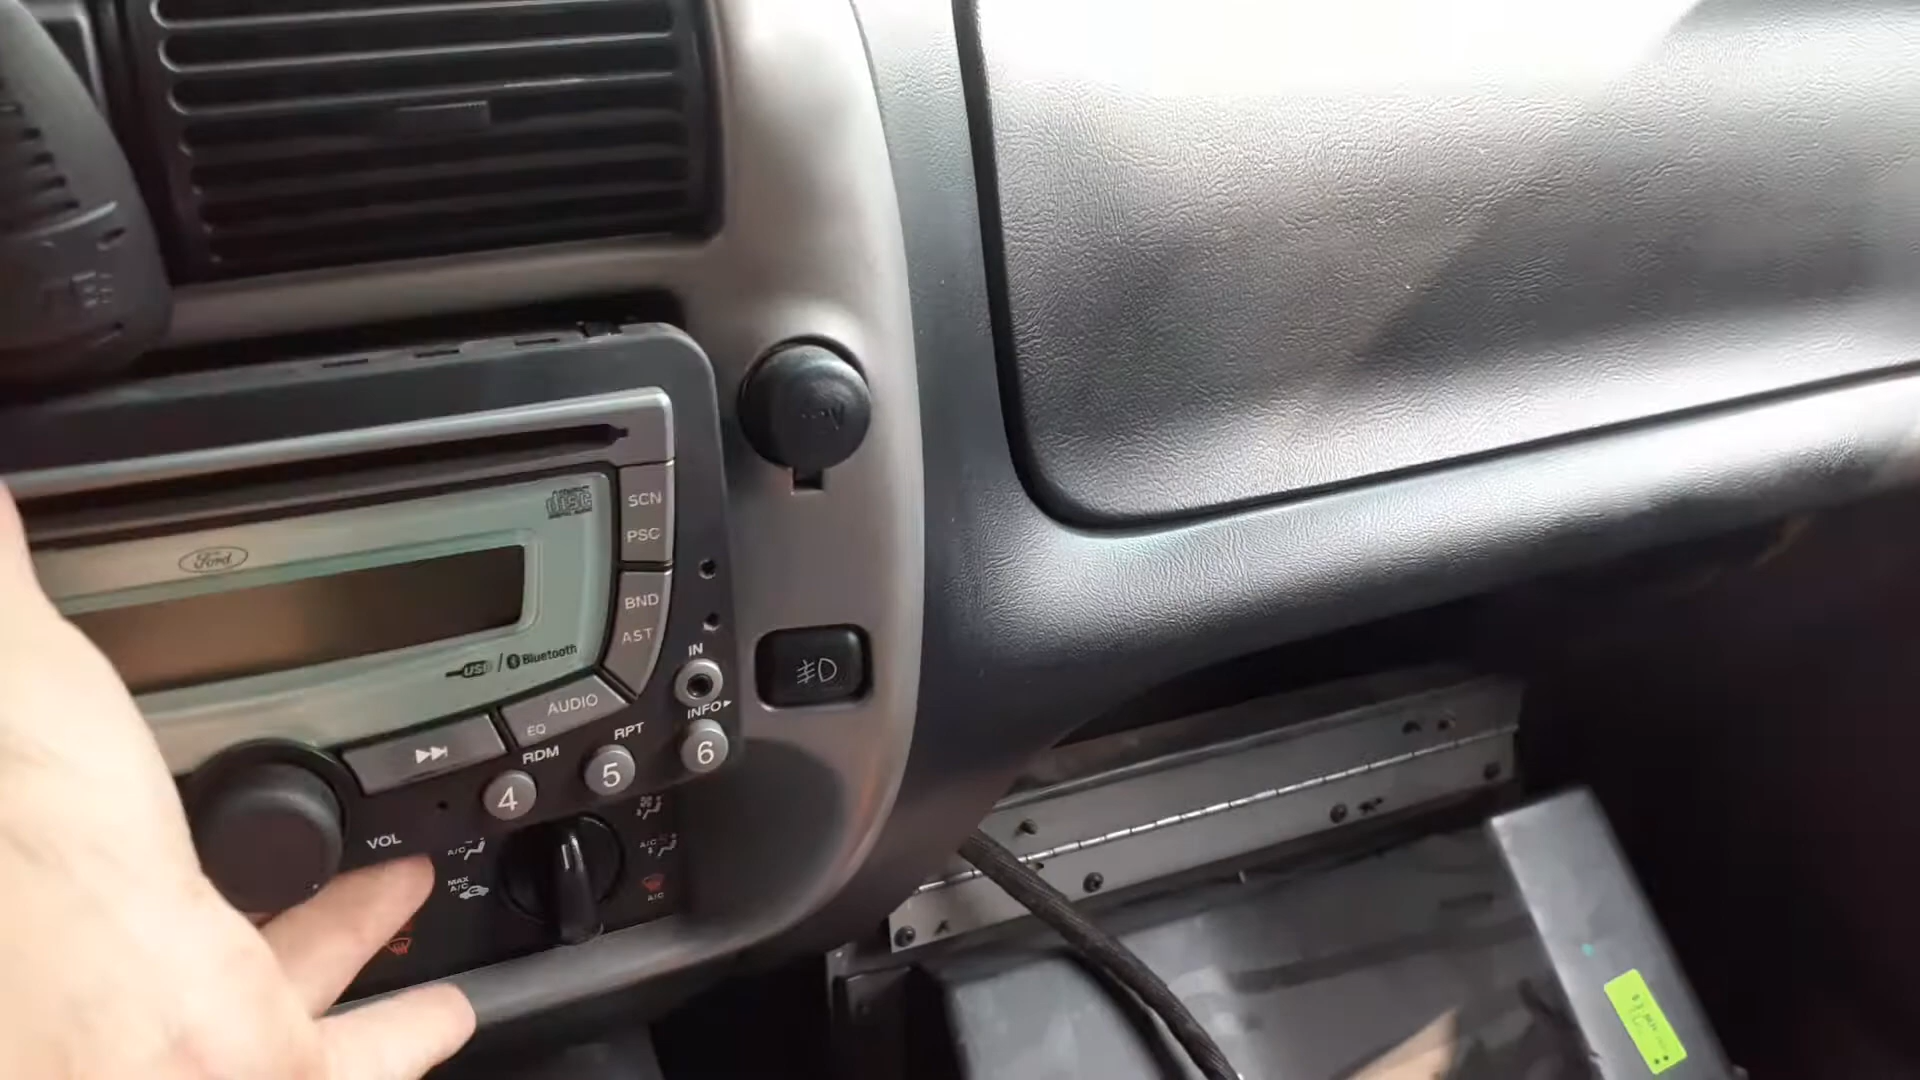 disc
SCN
PSC
Ford
BND
AST
USB / Bluetooth
IN
AUDIO
EQ
INFO
RPT
RDM
6
5
4
VOL
A/C
A/C
MAX
A/C
A/C